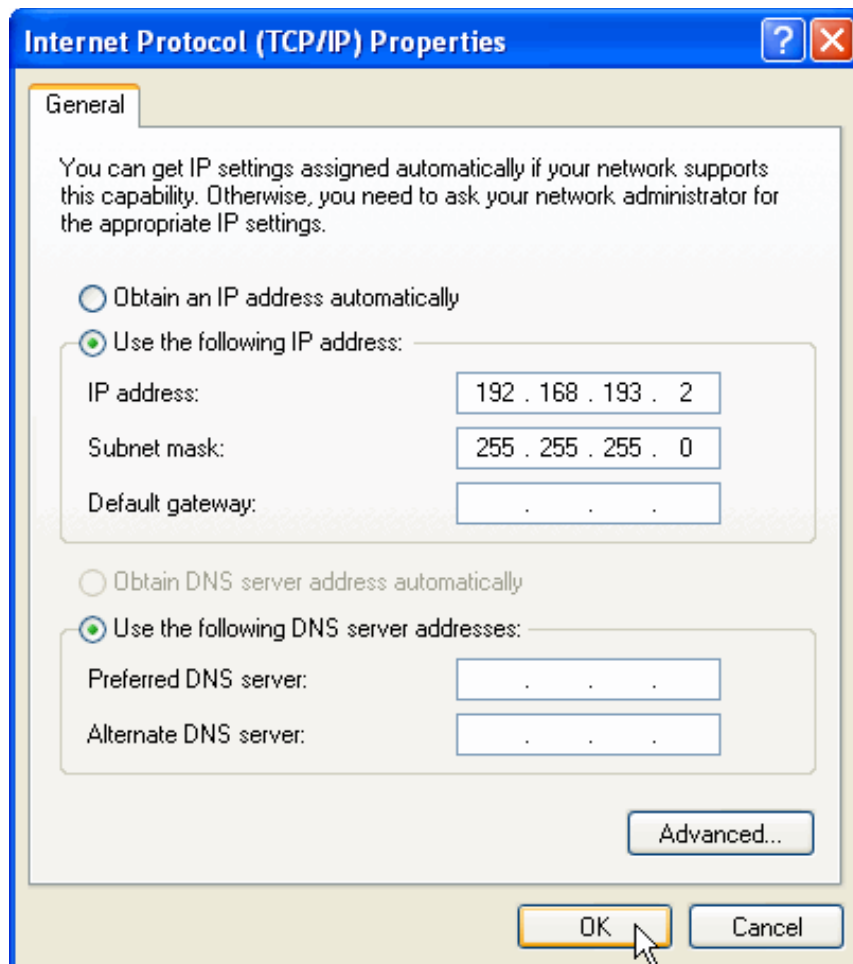 Internet Protocol (TCP/IP) Properties
General
You can get IP settings assigned automatically if your network supports
this capability. Otherwise, you need to ask your network administrator for
the appropriate IP settings.
Obtain an IP address automatically
Use the following IP address:
IP address: 192 . 168 . 193 . 2
Subnet mask: 255 . 255 . 255 . 0
Default gateway: . . .
Obtain DNS server address automatically
Use the following DNS server addresses:
Preferred DNS server: . . .
Alternate DNS server: . . .
Advanced...
OK Cancel